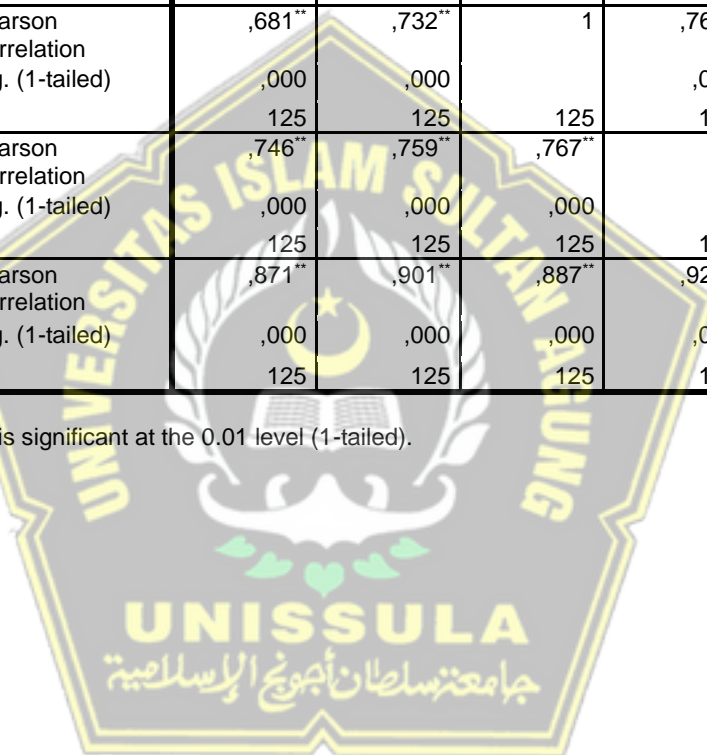 arson ,681** ,732** 1 ,76
rrelation
g. (1-tailed) ,000 ,000 ,0
125 125 125 1
arson ,746** ,759** ,767**
rrelation
g. (1-tailed) ,000 ,000 ,000
125 125 125 1
arson ,871** ,901** ,887** ,92
rrelation
g. (1-tailed) ,000 ,000 ,000 ,0
125 125 125 1
is significant at the 0.01 level (1-tailed).
UNIVERSITAS ISLAM SULTAN AGUNG
UNISSULA
جامعة سلطان أجونج الإسلامية